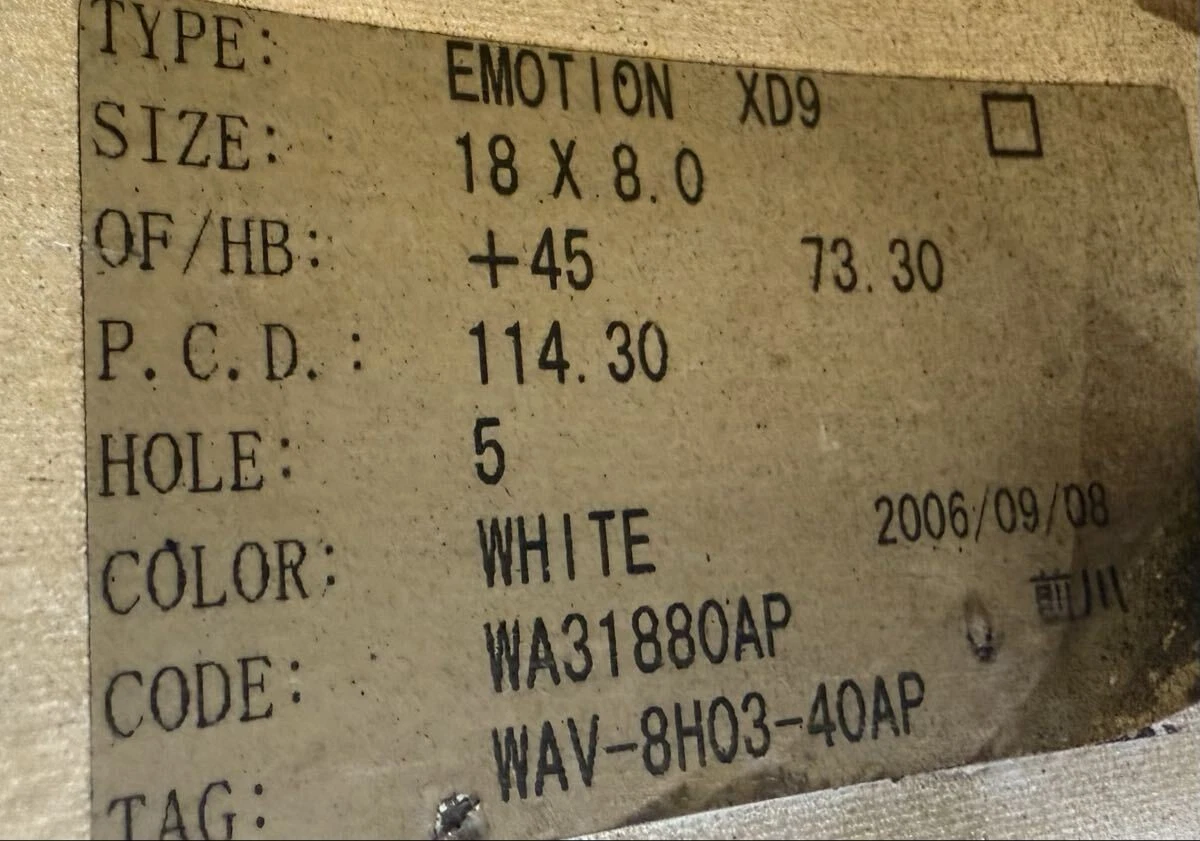 TYPE: EMOTION XD9 □
SIZE: 18 X 8.0
OF/HB: +45 73.30
P.C.D.: 114.30
HOLE: 5
COLOR: WHITE 2006/09/08
CODE: WA31880AP 前川
TAG: WAV-8H03-40AP